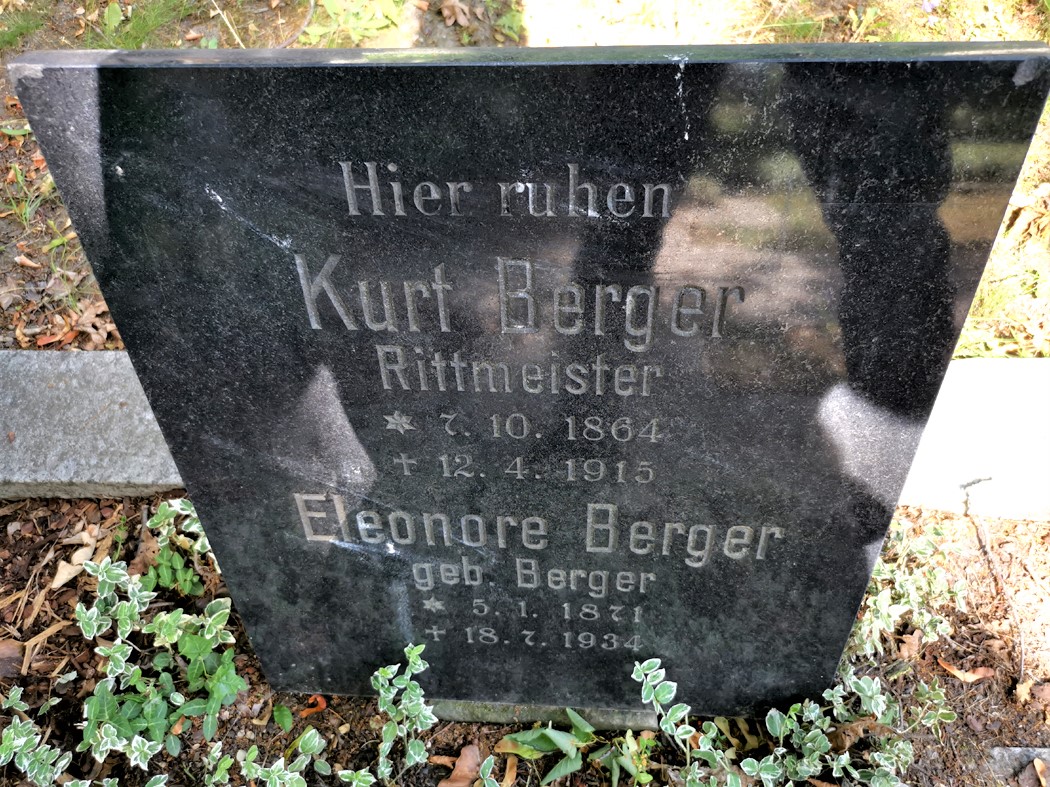 Hier ruhen
Kurt Berger
Rittmeister
* 7. 10. 1864
† 12. 4. 1915
Eleonore Berger
geb. Berger
* 5. 1. 1871
† 18. 7. 1934